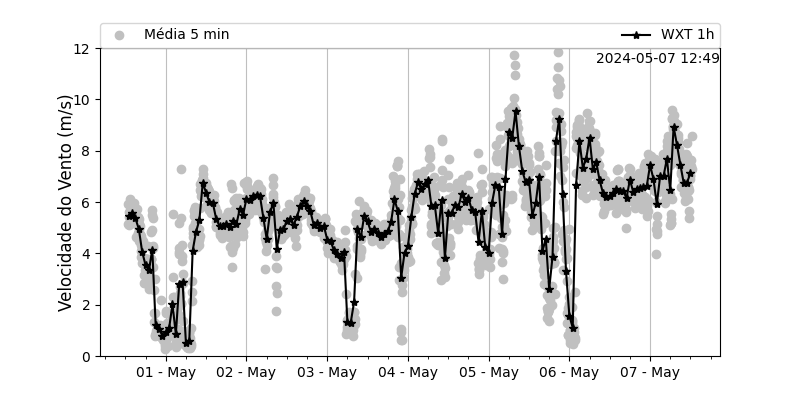 Média 5 min
WXT 1h
2024-05-07 12:49
Velocidade do Vento (m/s)
12
10
8
6
4
2
0
01 - May
02 - May
03 - May
04 - May
05 - May
06 - May
07 - May